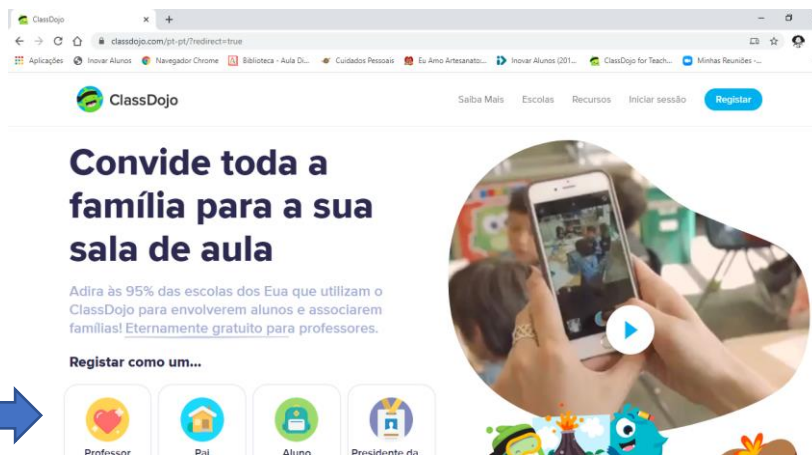 ClassDojo
classdojo.com/pt-pt/?redirect=true
Aplicações Inovar Alunos Navegador Chrome Biblioteca - Aula Di... Cuidados Pessoais Eu Amo Artesanato... Inovar Alunos (201... ClassDojo for Teach... Minhas Reuniões -...
ClassDojo Saiba Mais Escolas Recursos Iniciar sessão Registar
Convide toda a
família para a sua
sala de aula
Adira às 95% das escolas dos Eua que utilizam o
ClassDojo para envolverem alunos e associarem
famílias! Eternamente gratuito para professores.
Registar como um...
Professor Pai Aluno Presidente da